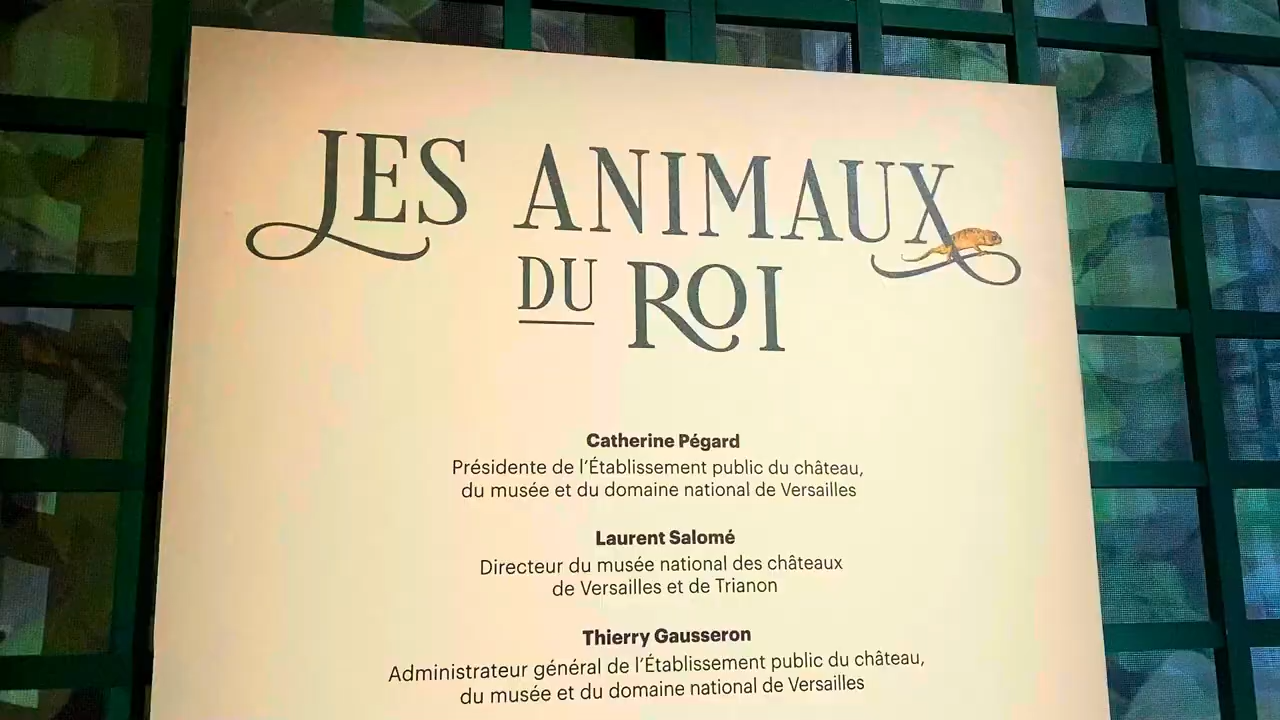 LES ANIMAUX
DU ROI
Catherine Pégard
Présidente de l'Établissement public du château,
du musée et du domaine national de Versailles
Laurent Salomé
Directeur du musée national des châteaux
de Versailles et de Trianon
Thierry Gausseron
Administrateur général de l'Établissement public du château,
du musée et du domaine national de Versailles